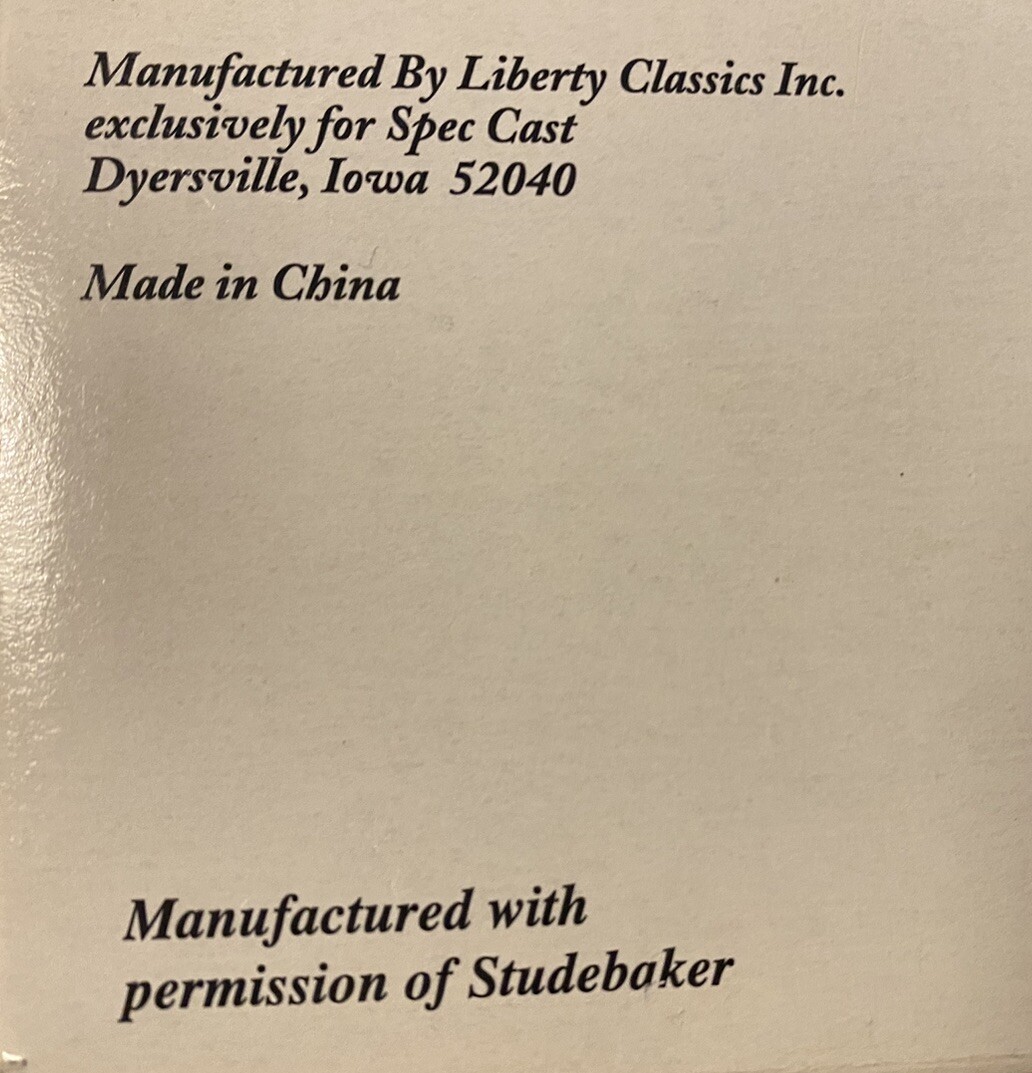 Manufactured By Liberty Classics Inc.
exclusively for Spec Cast
Dyersville, Iowa 52040
Made in China
Manufactured with
permission of Studebaker